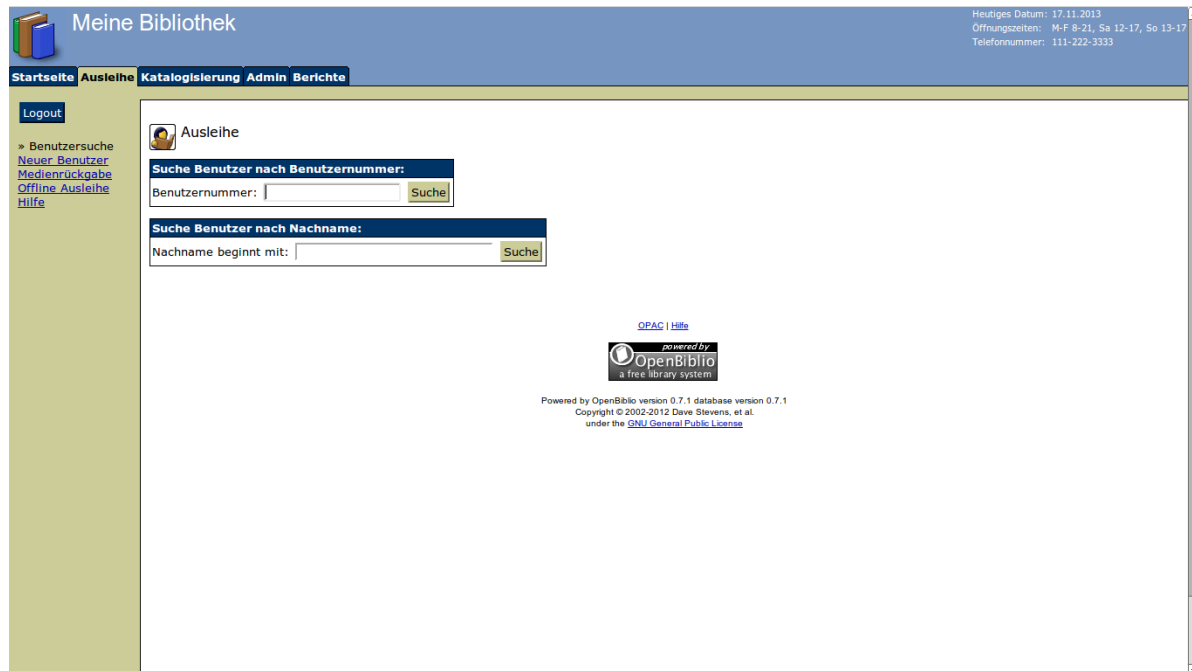 Meine Bibliothek
Heutiges Datum: 17.11.2013
Öffnungszeiten: M-F 8-21, Sa 12-17, So 13-17
Telefonnummer: 111-222-3333
Startseite Ausleihe Katalogisierung Admin Berichte
Logout
» Benutzersuche
Neuer Benutzer
Medienrückgabe
Offline Ausleihe
Hilfe
Ausleihe
Suche Benutzer nach Benutzernummer:
Benutzernummer: Suche
Suche Benutzer nach Nachname:
Nachname beginnt mit: Suche
OPAC | Hilfe
powered by
OpenBiblio
a free library system
Powered by OpenBiblio version 0.7.1 database version 0.7.1
Copyright © 2002-2012 Dave Stevens, et al.
under the GNU General Public License